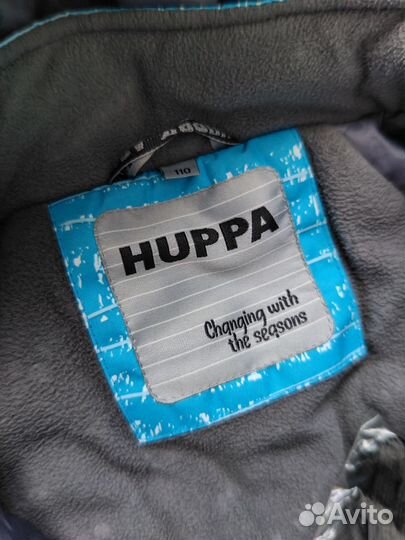 110
HUPPA
Changing with
the seasons
Avito